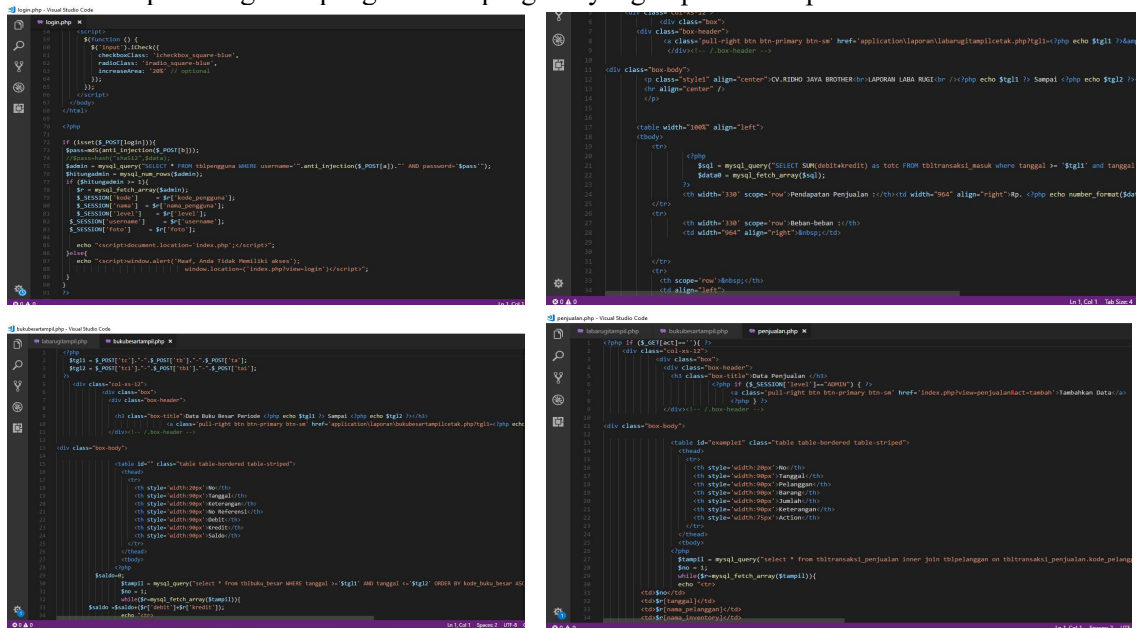 login.php - Visual Studio Code
login.php ×
<script>
$(function () {
$('input').iCheck({
checkboxClass: 'icheckbox_square-blue',
radioClass: 'iradio_square-blue',
increaseArea: '20%' // optional
});
});
</script>
</body>
</html>
<?php
if (isset($_POST[login])){
$pass=md5(anti_injection($_POST[b]));
//$pass=hash("sha512",$data);
$admin = mysql_query("SELECT * FROM tblpengguna WHERE username='".anti_injection($_POST[a])."' AND password='$pass'");
$hitungadmin = mysql_num_rows($admin);
if ($hitungadmin >= 1){
$r = mysql_fetch_array($admin);
$_SESSION['kode'] = $r['kode_pengguna'];
$_SESSION['nama'] = $r['nama_pengguna'];
$_SESSION['level'] = $r['level'];
$_SESSION['username'] = $r['username'];
$_SESSION['foto'] = $r['foto'];
echo "<script>document.location='index.php';</script>";
}else{
echo "<script>window.alert('Maaf, Anda Tidak Memiliki akses');
window.location=('index.php?view=login')</script>";
}
}
?>
<div class="box">
<div class="box-header">
<a class='pull-right btn btn-primary btn-sm' href='application\laporan\labarugitampilcetak.php?tgl1=<?php echo $tgl1 ?>
</div><!-- /.box-header -->
<div class="box-body">
<p class="style1" align="center">CV.RIDHO JAYA BROTHER<br>LAPORAN LABA RUGI<br /><?php echo $tgl1 ?> Sampai <?php echo $tgl2 ?>
<hr align="center" />
</p>
<table width="100%" align="left">
<tbody>
<tr>
<?php
$sql = mysql_query("SELECT SUM(debit+kredit) as totc FROM tbltransaksi_masuk where tanggal >= '$tgl1' and tanggal
$data0 = mysql_fetch_array($sql);
?>
<th width='330' scope='row'>Pendapatan Penjualan :</th><td width="964" align="right">Rp. <?php echo number_format($dat
</tr>
<tr>
<th width='330' scope='row'>Beban-beban :</th>
<td width="964" align="right">&nbsp;</td>
</tr>
<tr>
<th scope='row'>&nbsp;</th>
<td align="left">
Ln 1, Col 1 Tab Size: 4
bukubesartampil.php - Visual Studio Code
labarugitampil.php bukubesartampil.php ×
<?php
$tgl1 = $_POST['tc']."-".$_POST['tb']."-".$_POST['ta'];
$tgl2 = $_POST['tc1']."-".$_POST['tb1']."-".$_POST['ta1'];
?>
<div class="col-xs-12">
<div class="box">
<div class="box-header">
<h3 class="box-title">Data Buku Besar Periode <?php echo $tgl1 ?> Sampai <?php echo $tgl2 ?></h3>
<a class='pull-right btn btn-primary btn-sm' href='application\laporan\bukubesartampilcetak.php?tgl1=<?php echo
</div><!-- /.box-header -->
<div class="box-body">
<table id="" class="table table-bordered table-striped">
<thead>
<tr>
<th style='width:20px'>No</th>
<th style='width:90px'>Tanggal</th>
<th style='width:90px'>Keterangan</th>
<th style='width:90px'>No Referensi</th>
<th style='width:90px'>Debit</th>
<th style='width:90px'>Kredit</th>
<th style='width:90px'>Saldo</th>
</tr>
</thead>
<tbody>
<?php
$saldo=0;
$tampil = mysql_query("select * from tblbuku_besar WHERE tanggal >='$tgl1' AND tanggal <='$tgl2' ORDER BY kode_buku_besar ASC
$no = 1;
while($r=mysql_fetch_array($tampil)){
$saldo =$saldo+($r['debit']+$r['kredit']);
echo "<tr>
Ln 1, Col 1 Spaces: 2 UTF-8
penjualan.php - Visual Studio Code
labarugitampil.php bukubesartampil.php penjualan.php ×
<?php if ($_GET[act]==''){ ?>
<div class="col-xs-12">
<div class="box">
<div class="box-header">
<h3 class="box-title">Data Penjualan </h3>
<?php if ($_SESSION['level']=="ADMIN") { ?>
<a class='pull-right btn btn-primary btn-sm' href='index.php?view=penjualan&act=tambah'>Tambahkan Data</a>
<?php } ?>
</div><!-- /.box-header -->
<div class="box-body">
<table id="example1" class="table table-bordered table-striped">
<thead>
<tr>
<th style='width:20px'>No</th>
<th style='width:90px'>Tanggal</th>
<th style='width:90px'>Pelanggan</th>
<th style='width:90px'>Barang</th>
<th style='width:90px'>Jumlah</th>
<th style='width:90px'>Keterangan</th>
<th style='width:75px'>Action</th>
</tr>
</thead>
<tbody>
<?php
$tampil = mysql_query("select * from tbltransaksi_penjualan inner join tblpelanggan on tbltransaksi_penjualan.kode_pelangg
$no = 1;
while($r=mysql_fetch_array($tampil)){
echo "<tr>
<td>$no</td>
<td>$r[tanggal]</td>
<td>$r[nama_pelanggan]</td>
<td>$r[nama_inventory]</td>